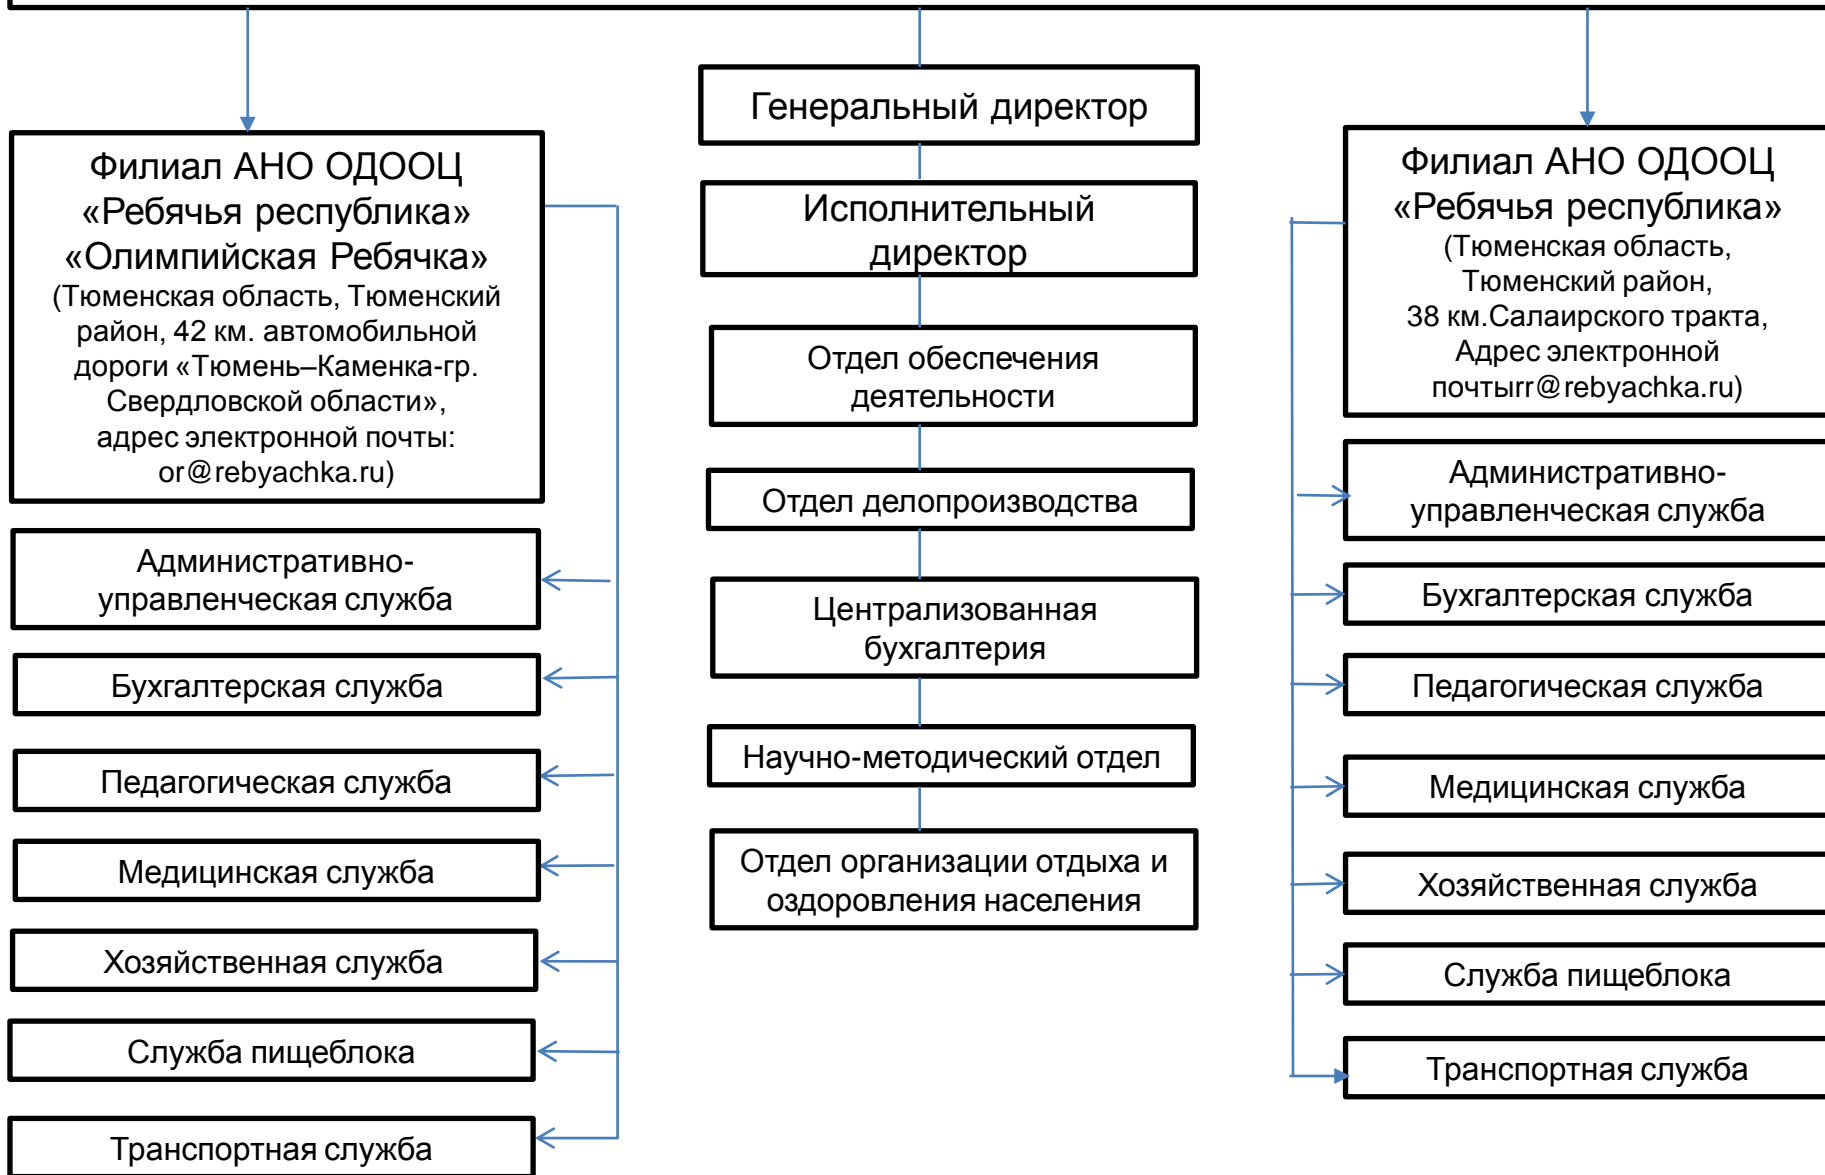 Филиал АНО ОДООЦ
«Ребячья республика»
«Олимпийская Ребячка»
(Тюменская область, Тюменский
район, 42 км. автомобильной
дороги «Тюмень–Каменка-гр.
Свердловской области»,
адрес электронной почты:
or@rebyachka.ru)
Административно-
управленческая служба
Бухгалтерская служба
Педагогическая служба
Медицинская служба
Хозяйственная служба
Служба пищеблока
Транспортная служба
Генеральный директор
Исполнительный
директор
Отдел обеспечения
деятельности
Отдел делопроизводства
Централизованная
бухгалтерия
Научно-методический отдел
Отдел организации отдыха и
оздоровления населения
Филиал АНО ОДООЦ
«Ребячья республика»
(Тюменская область,
Тюменский район,
38 км.Салаирского тракта,
Адрес электронной
почтыrr@rebyachka.ru)
Административно-
управленческая служба
Бухгалтерская служба
Педагогическая служба
Медицинская служба
Хозяйственная служба
Служба пищеблока
Транспортная служба